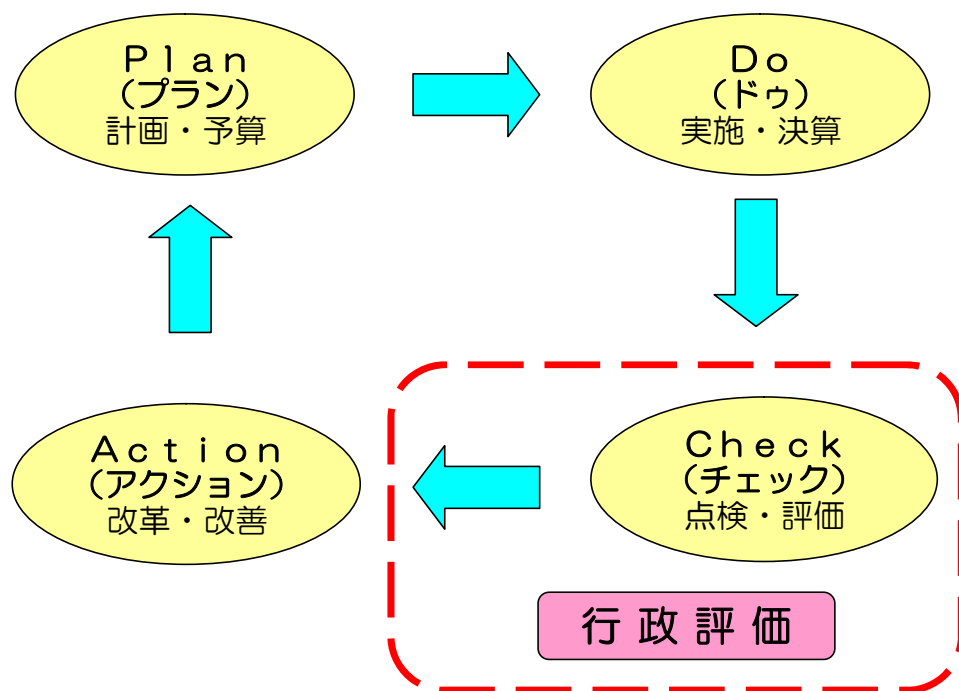 Ｐｌａｎ
（プラン）
計画・予算
Ｄｏ
（ドゥ）
実施・決算
Ａｃｔｉｏｎ
（アクション）
改革・改善
Ｃｈｅｃｋ
（チェック）
点検・評価
行政評価